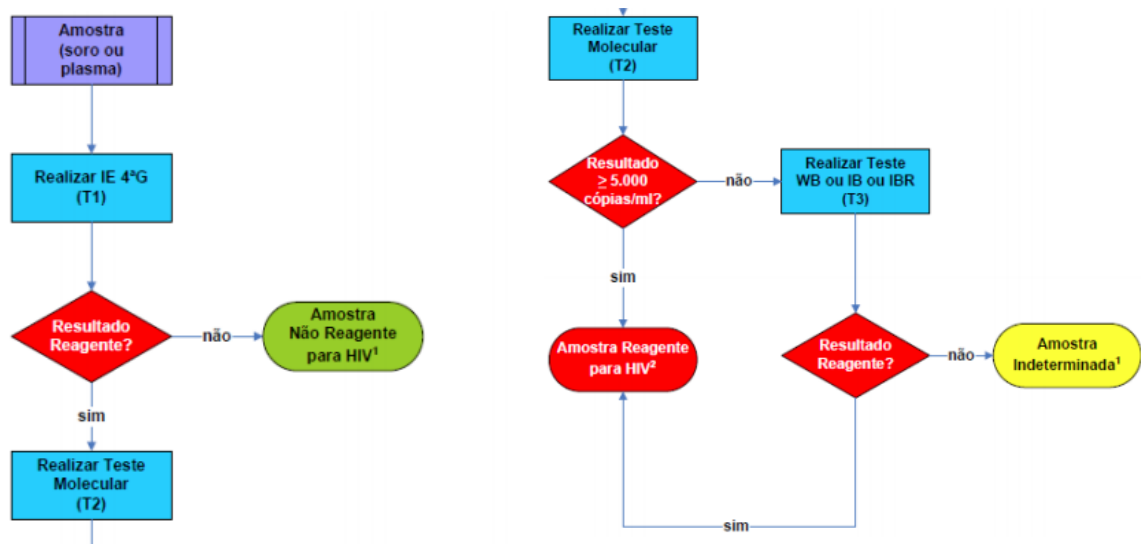 Amostra
(soro ou
plasma)
Realizar IE 4ªG
(T1)
Resultado
Reagente?
não
Amostra
Não Reagente
para HIV¹
sim
Realizar Teste
Molecular
(T2)
Realizar Teste
Molecular
(T2)
Resultado
≥ 5.000
cópias/ml?
não
Realizar Teste
WB ou IB ou IBR
(T3)
sim
Amostra Reagente
para HIV²
Resultado
Reagente?
não
Amostra
Indeterminada¹
sim